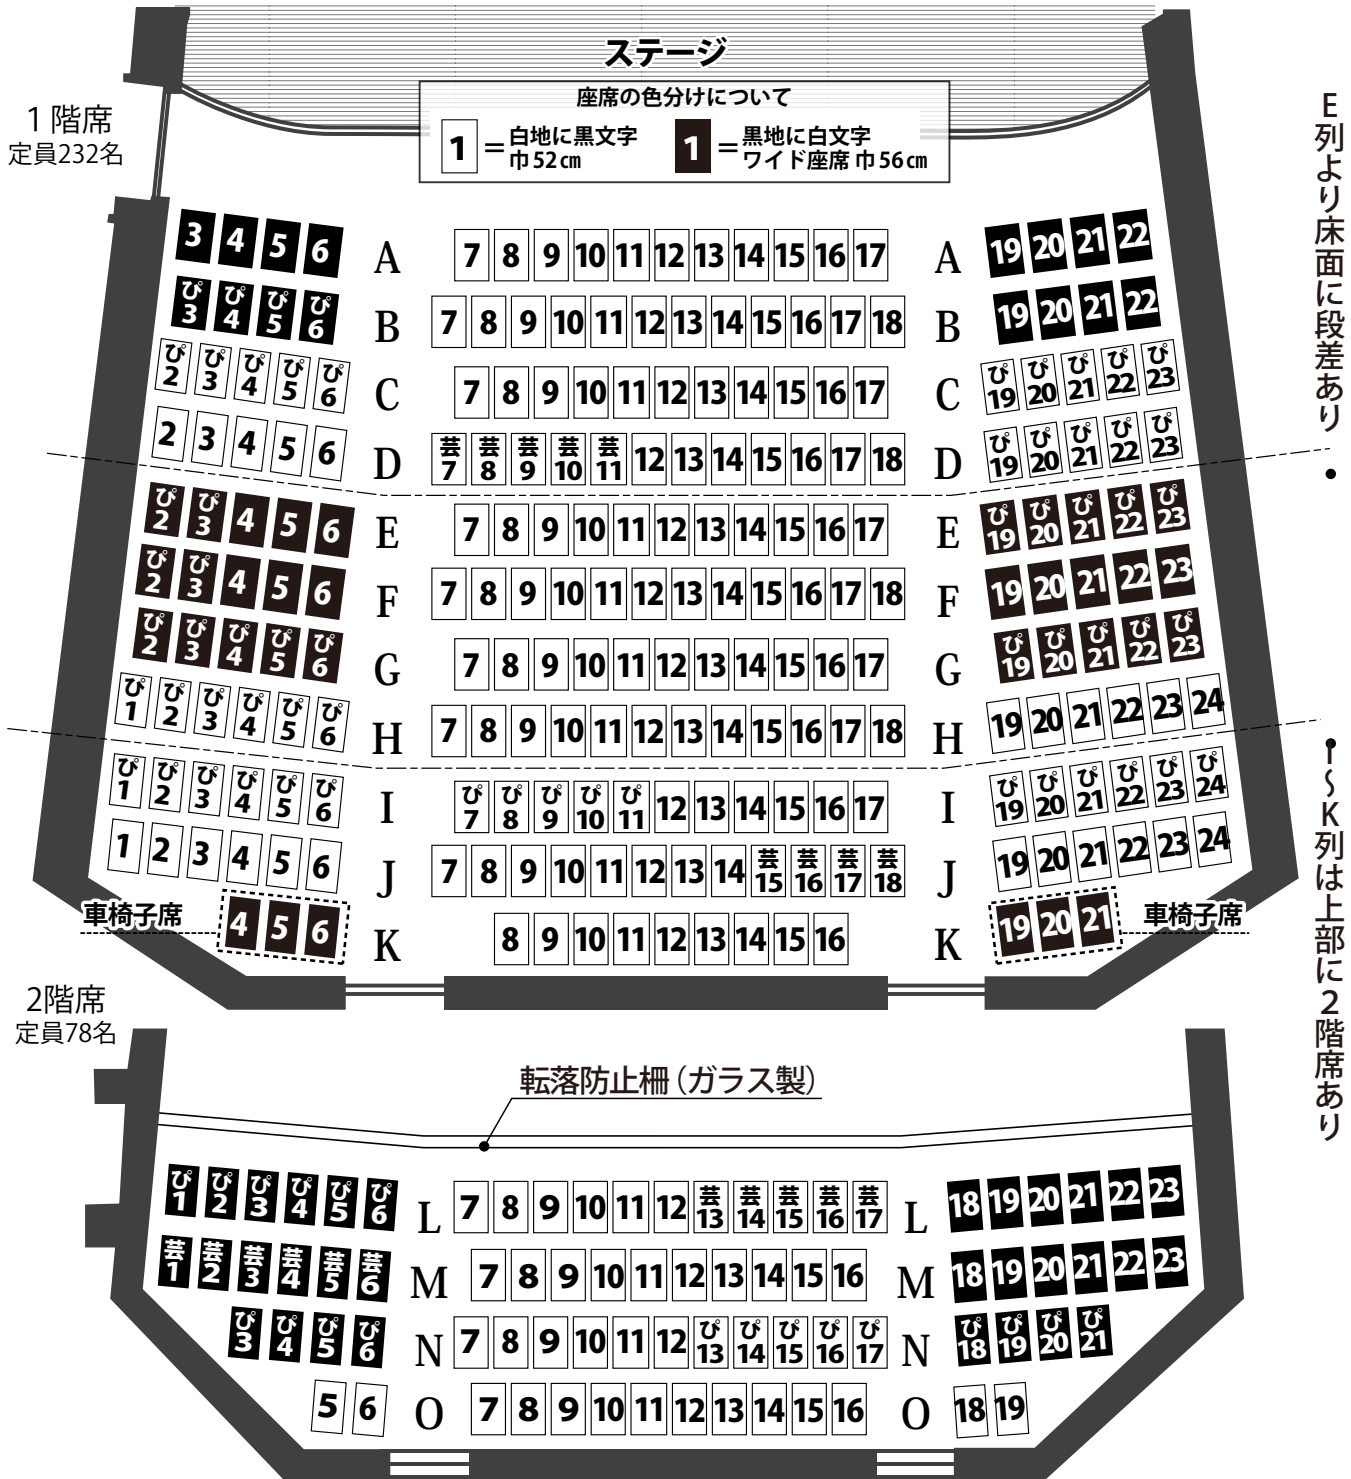 ステージ
座席の色分けについて
1 ＝白地に黒文字 巾52㎝
1 ＝黒地に白文字 ワイド座席 巾56㎝
1階席
定員232名
E列より床面に段差あり
3 4 5 6 A 7 8 9 10 11 12 13 14 15 16 17 A 19 20 21 22
ぴ3 ぴ4 ぴ5 ぴ6 B 7 8 9 10 11 12 13 14 15 16 17 18 B 19 20 21 22
ぴ2 ぴ3 ぴ4 ぴ5 ぴ6 C 7 8 9 10 11 12 13 14 15 16 17 C ぴ19 ぴ20 ぴ21 ぴ22 ぴ23
2 3 4 5 6 D 芸7 芸8 芸9 芸10 芸11 12 13 14 15 16 17 18 D ぴ19 ぴ20 ぴ21 ぴ22 ぴ23
ぴ2 ぴ3 4 5 6 E 7 8 9 10 11 12 13 14 15 16 17 E ぴ19 ぴ20 ぴ21 ぴ22 ぴ23
ぴ2 ぴ3 4 5 6 F 7 8 9 10 11 12 13 14 15 16 17 18 F 19 20 21 22 23
ぴ2 ぴ3 ぴ4 ぴ5 ぴ6 G 7 8 9 10 11 12 13 14 15 16 17 G ぴ19 ぴ20 ぴ21 ぴ22 ぴ23
ぴ1 ぴ2 ぴ3 ぴ4 ぴ5 ぴ6 H 7 8 9 10 11 12 13 14 15 16 17 18 H 19 20 21 22 23 24
I～K列は上部に2階席あり
ぴ1 ぴ2 ぴ3 ぴ4 ぴ5 ぴ6 I ぴ7 ぴ8 ぴ9 ぴ10 ぴ11 12 13 14 15 16 17 I ぴ19 ぴ20 ぴ21 ぴ22 ぴ23 ぴ24
1 2 3 4 5 6 J 7 8 9 10 11 12 13 14 芸15 芸16 芸17 芸18 J 19 20 21 22 23 24
車椅子席 4 5 6 K 8 9 10 11 12 13 14 15 16 K 19 20 21 車椅子席
2階席
定員78名
転落防止柵（ガラス製）
ぴ1 ぴ2 ぴ3 ぴ4 ぴ5 ぴ6 L 7 8 9 10 11 12 芸13 芸14 芸15 芸16 芸17 L 18 19 20 21 22 23
芸1 芸2 芸3 芸4 芸5 芸6 M 7 8 9 10 11 12 13 14 15 16 M 18 19 20 21 22 23
ぴ3 ぴ4 ぴ5 ぴ6 N 7 8 9 10 11 12 ぴ13 ぴ14 ぴ15 ぴ16 ぴ17 N ぴ18 ぴ19 ぴ20 ぴ21
5 6 O 7 8 9 10 11 12 13 14 15 16 O 18 19